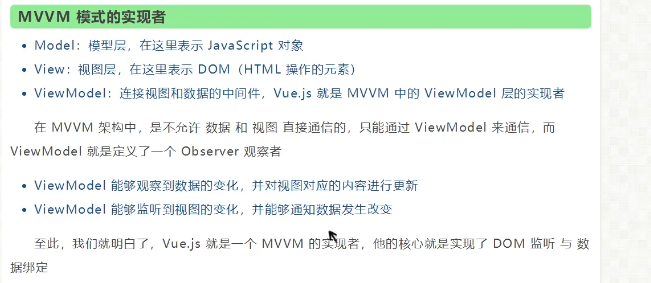 MVVM 模式的实现者
Model：模型层，在这里表示 JavaScript 对象
View：视图层，在这里表示 DOM（HTML 操作的元素）
ViewModel：连接视图和数据的中间件，Vue.js 就是 MVVM 中的 ViewModel 层的实现者
在 MVVM 架构中，是不允许 数据 和 视图 直接通信的，只能通过 ViewModel 来通信，而
ViewModel 就是定义了一个 Observer 观察者
ViewModel 能够观察到数据的变化，并对视图对应的内容进行更新
ViewModel 能够监听到视图的变化，并能够通知数据发生改变
至此，我们就明白了，Vue.js 就是一个 MVVM 的实现者，他的核心就是实现了 DOM 监听 与 数
据绑定